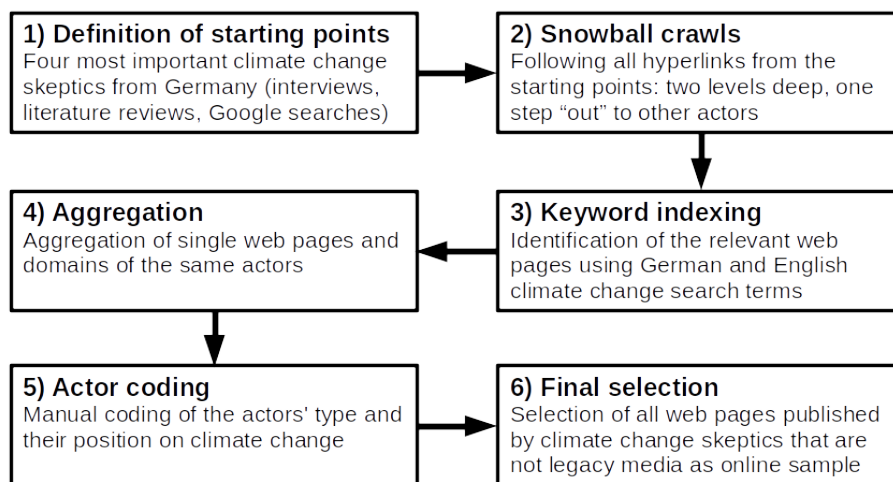 1) Definition of starting points
Four most important climate change
skeptics from Germany (interviews,
literature reviews, Google searches)
2) Snowball crawls
Following all hyperlinks from the
starting points: two levels deep, one
step “out” to other actors
3) Keyword indexing
Identification of the relevant web
pages using German and English
climate change search terms
4) Aggregation
Aggregation of single web pages and
domains of the same actors
5) Actor coding
Manual coding of the actors' type and
their position on climate change
6) Final selection
Selection of all web pages published
by climate change skeptics that are
not legacy media as online sample